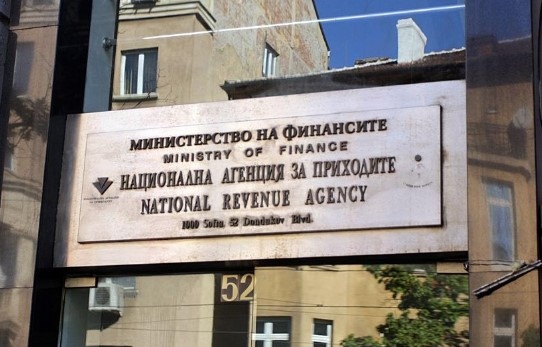 МИНИСТЕРСТВО НА ФИНАНСИТЕ
MINISTRY OF FINANCE
НАЦИОНАЛНА АГЕНЦИЯ ЗА ПРИХОДИТЕ
NATIONAL REVENUE AGENCY
1000 Sofia 52 Dondukov Blvd.
52